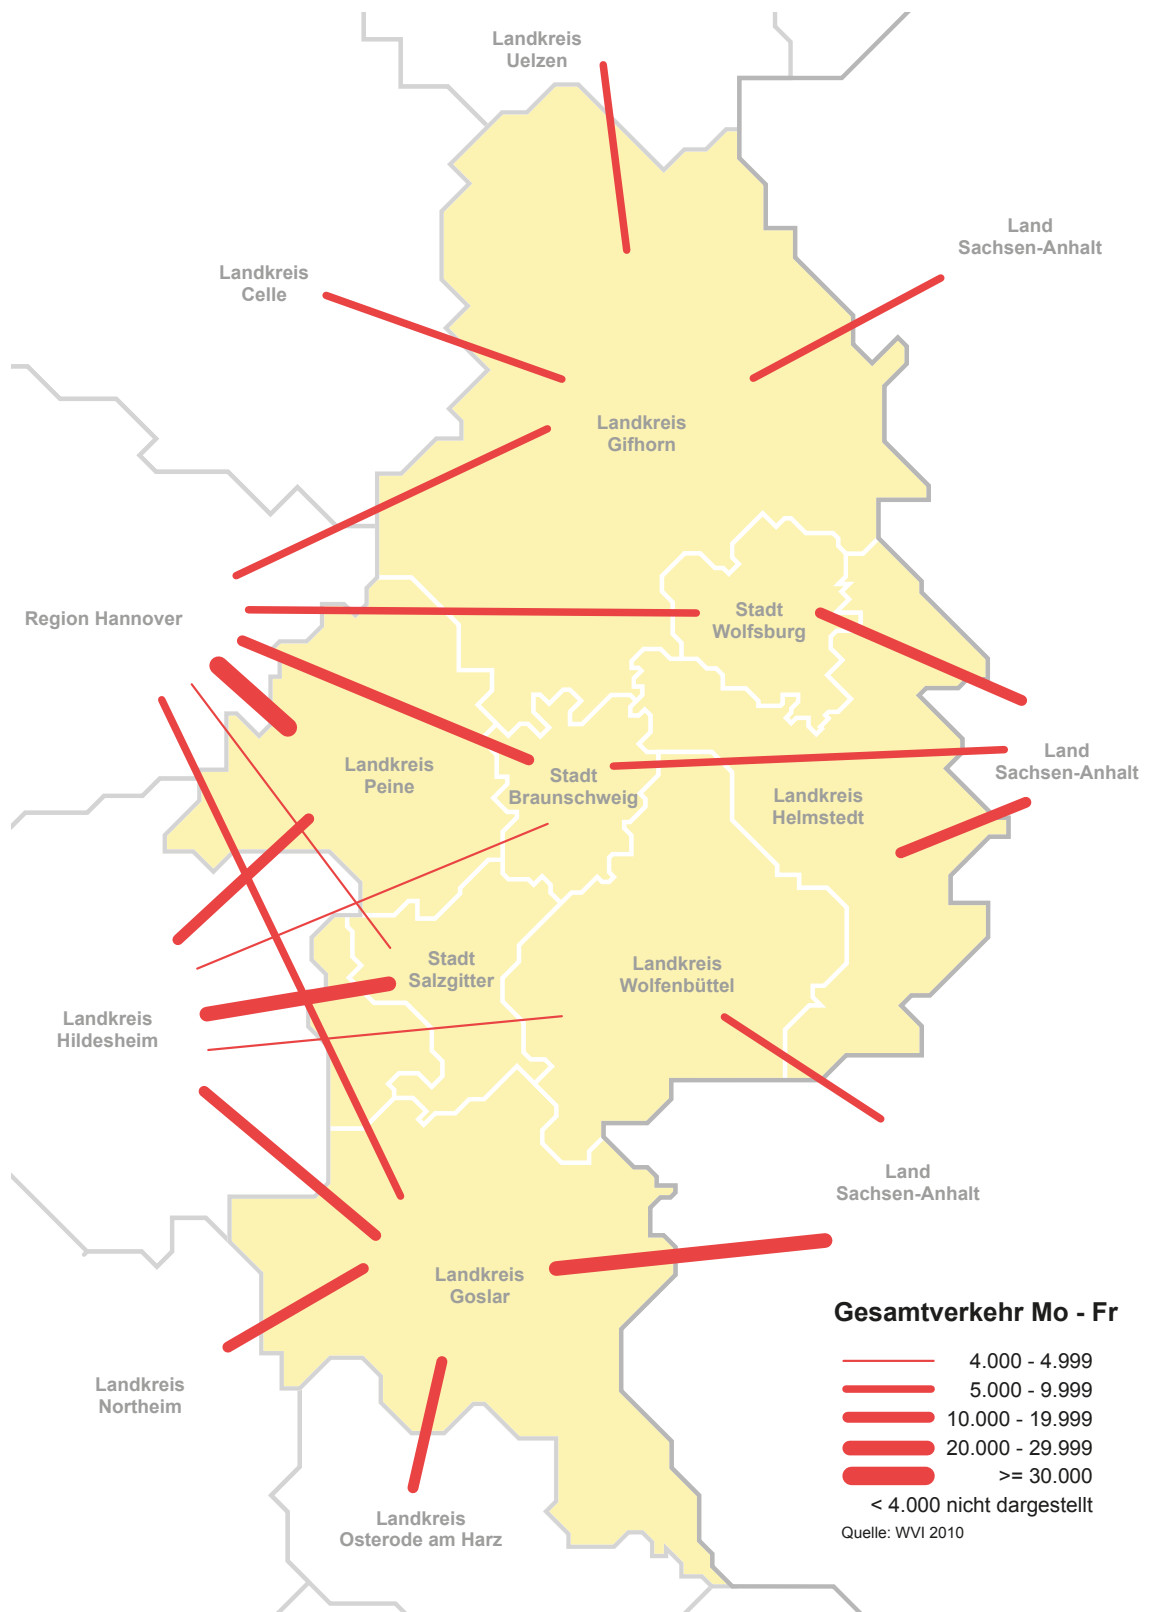 Landkreis
Uelzen
Land
Sachsen-Anhalt
Landkreis
Celle
Landkreis
Gifhorn
Region Hannover
Stadt
Wolfsburg
Landkreis
Peine
Stadt
Braunschweig
Landkreis
Helmstedt
Land
Sachsen-Anhalt
Stadt
Salzgitter
Landkreis
Wolfenbüttel
Landkreis
Hildesheim
Land
Sachsen-Anhalt
Landkreis
Goslar
Landkreis
Northeim
Landkreis
Osterode am Harz
Gesamtverkehr Mo - Fr
4.000 - 4.999
5.000 - 9.999
10.000 - 19.999
20.000 - 29.999
>= 30.000
< 4.000 nicht dargestellt
Quelle: WVI 2010